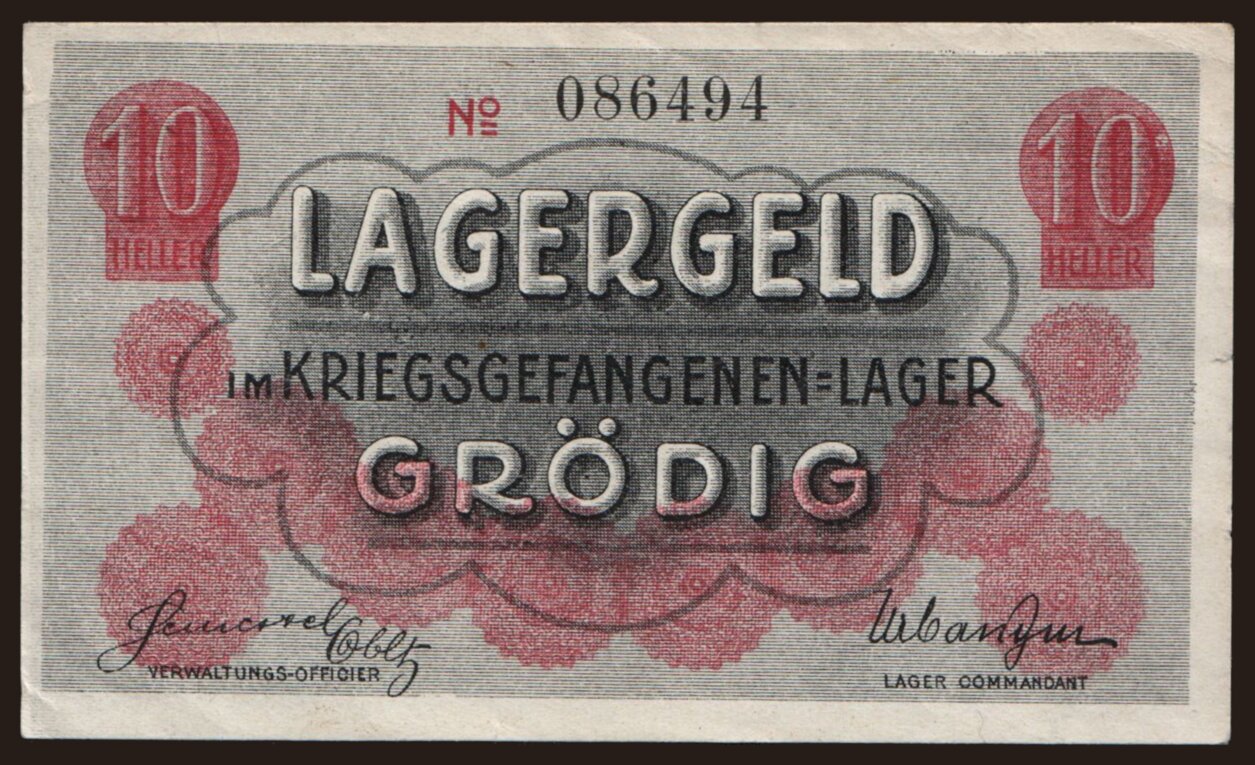 Nº 086494
10 HELLER
10 HELLER
LAGERGELD
IM KRIEGSGEFANGENEN=LAGER
GRÖDIG
Oblt
VERWALTUNGS-OFFICIER
LAGER COMMANDANT